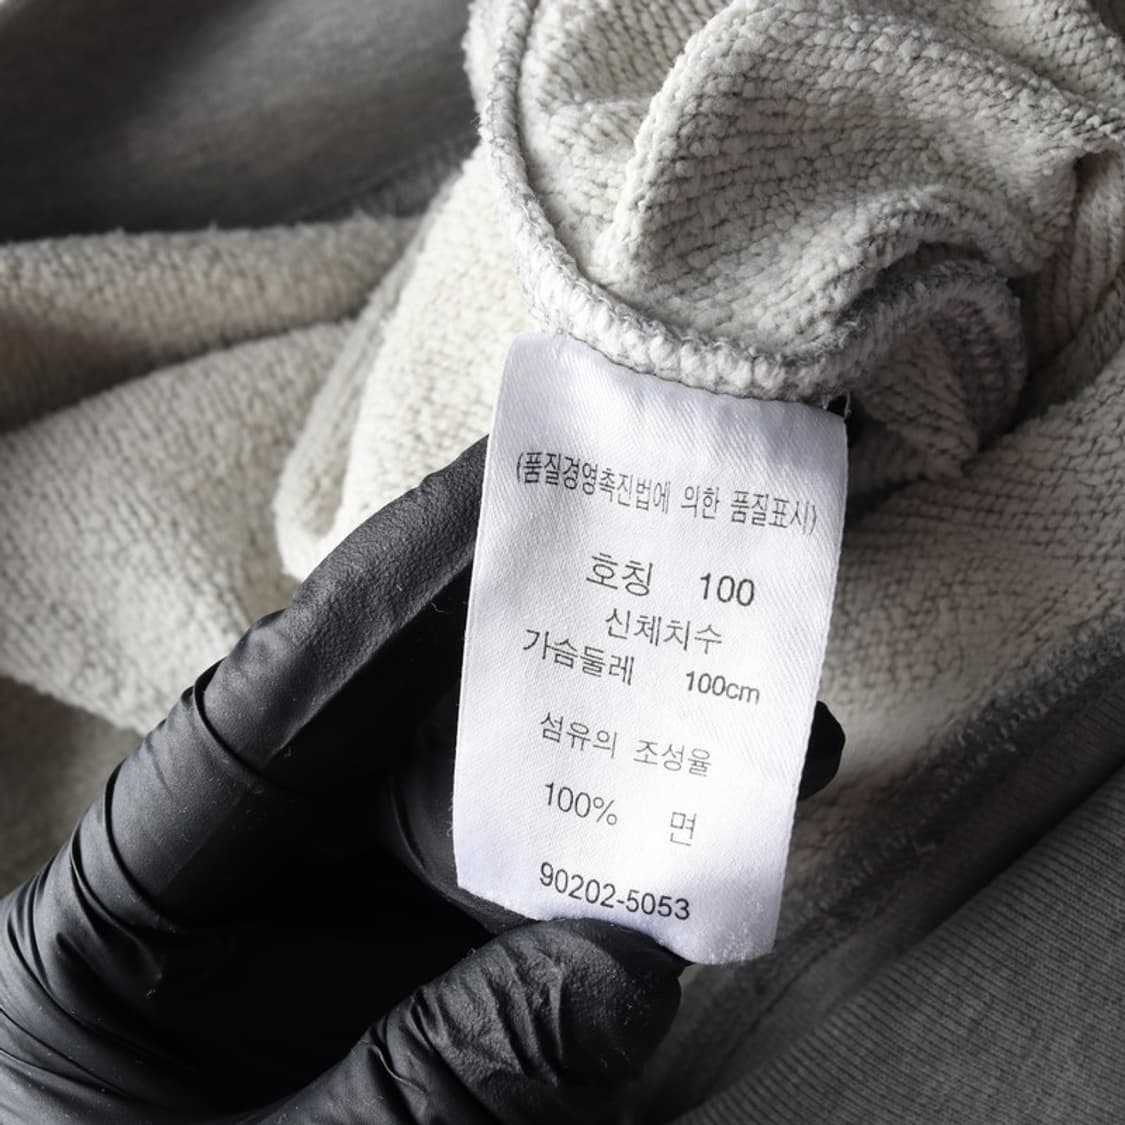 (품질경영촉진법에 의한 품질표시)
호칭 100
신체치수
가슴둘레 100cm
섬유의 조성율
100% 면
90202-5053